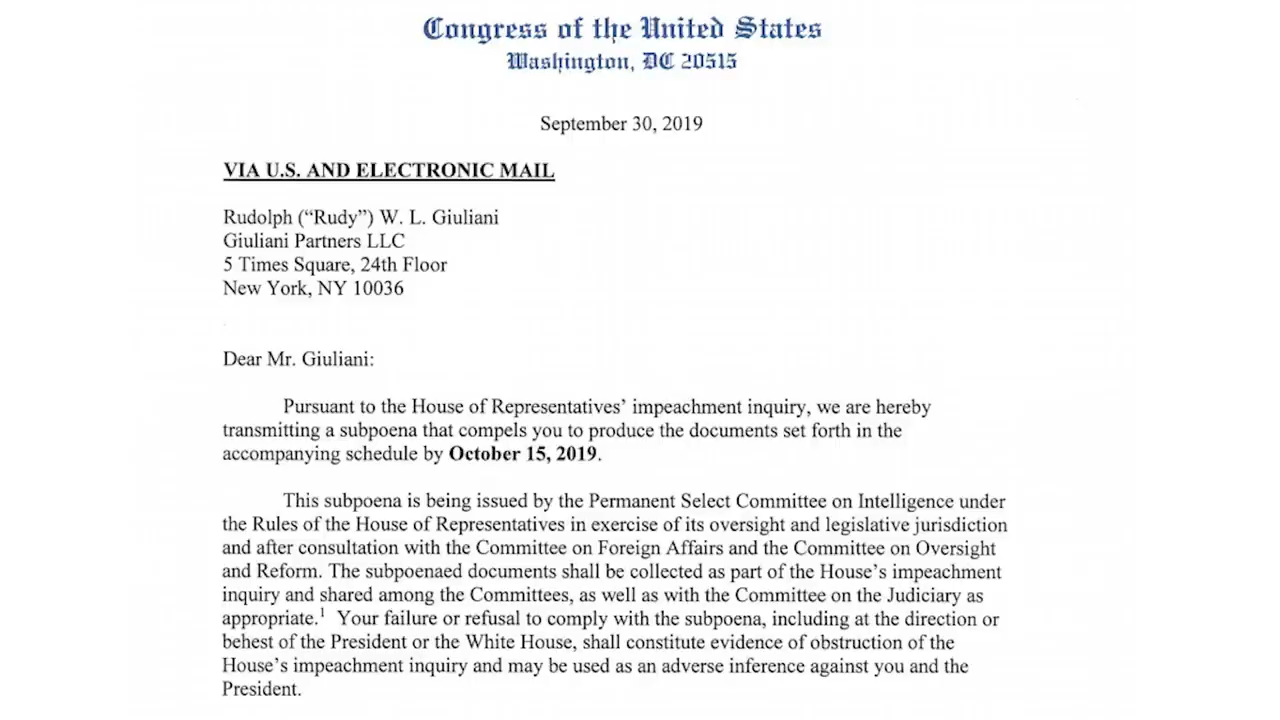 Congress of the United States
Washington, DC 20515
September 30, 2019
VIA U.S. AND ELECTRONIC MAIL
Rudolph (“Rudy”) W. L. Giuliani
Giuliani Partners LLC
5 Times Square, 24th Floor
New York, NY 10036
Dear Mr. Giuliani:
Pursuant to the House of Representatives’ impeachment inquiry, we are hereby
transmitting a subpoena that compels you to produce the documents set forth in the
accompanying schedule by October 15, 2019.
This subpoena is being issued by the Permanent Select Committee on Intelligence under
the Rules of the House of Representatives in exercise of its oversight and legislative jurisdiction
and after consultation with the Committee on Foreign Affairs and the Committee on Oversight
and Reform. The subpoenaed documents shall be collected as part of the House’s impeachment
inquiry and shared among the Committees, as well as with the Committee on the Judiciary as
appropriate.¹ Your failure or refusal to comply with the subpoena, including at the direction or
behest of the President or the White House, shall constitute evidence of obstruction of the
House’s impeachment inquiry and may be used as an adverse inference against you and the
President.